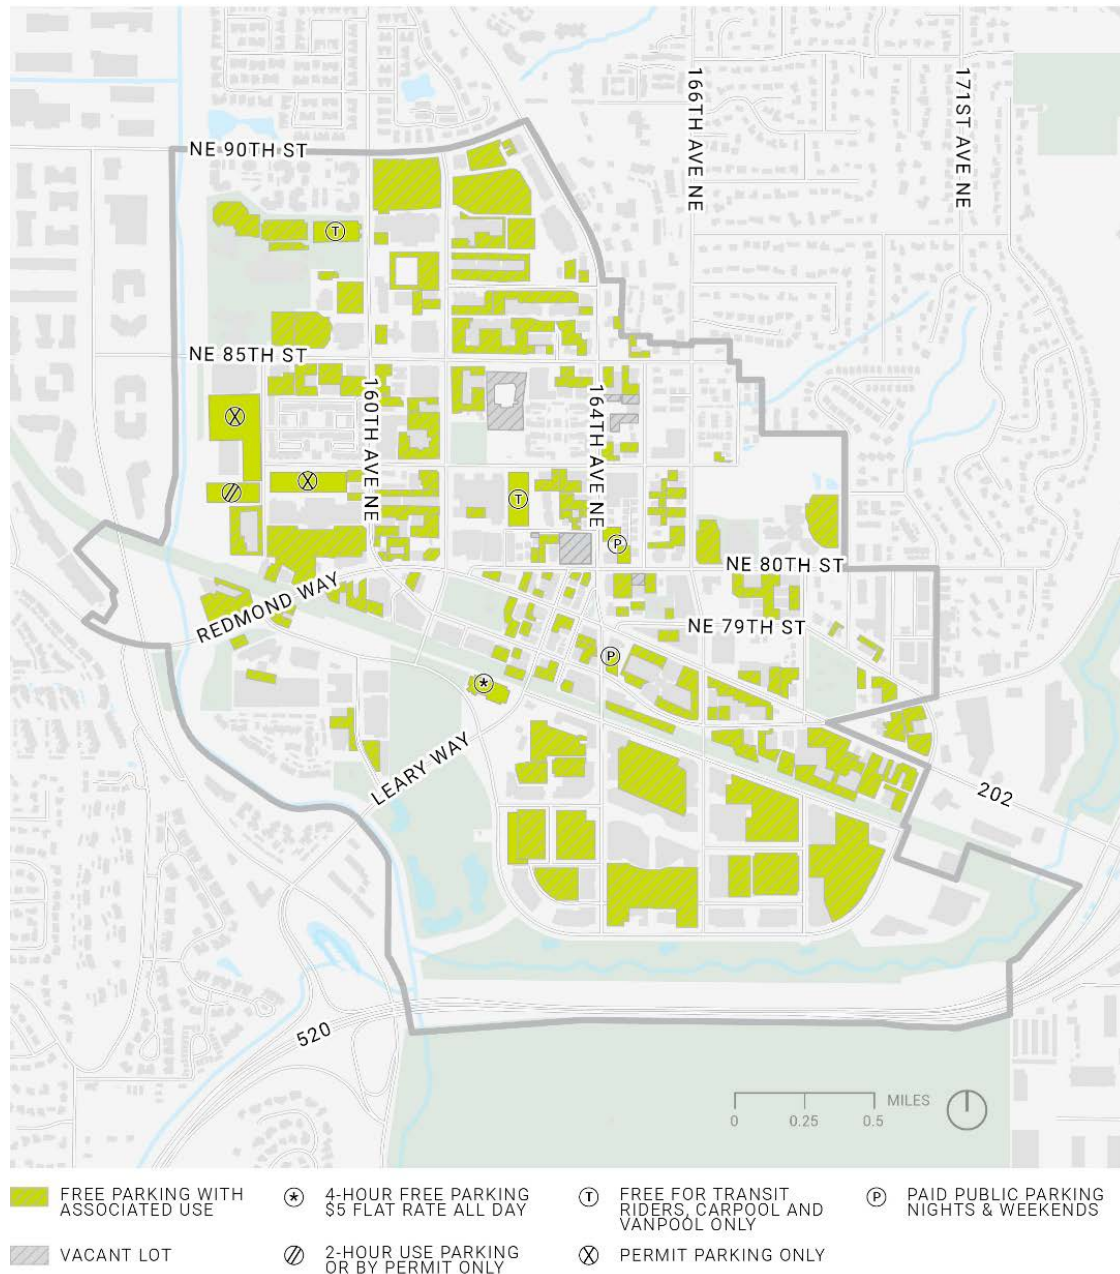 166TH AVE NE
171ST AVE NE
NE 90TH ST
T
NE 85TH ST
160TH AVE NE
164TH AVE NE
T
P
NE 80TH ST
REDMOND WAY
NE 79TH ST
P
*
LEARY WAY
202
520
MILES
0 0.25 0.5
FREE PARKING WITH
ASSOCIATED USE
VACANT LOT
*
4-HOUR FREE PARKING
$5 FLAT RATE ALL DAY
2-HOUR USE PARKING
OR BY PERMIT ONLY
T
FREE FOR TRANSIT
RIDERS, CARPOOL AND
VANPOOL ONLY
PERMIT PARKING ONLY
P
PAID PUBLIC PARKING
NIGHTS & WEEKENDS